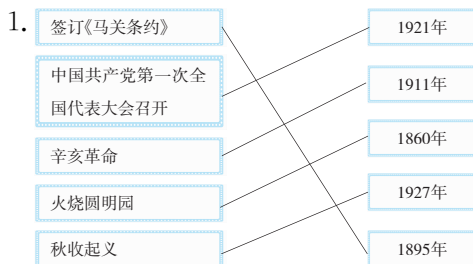 1. 签订《马关条约》 1921年
中国共产党第一次全
国代表大会召开
1911年
辛亥革命 1860年
火烧圆明园 1927年
秋收起义 1895年